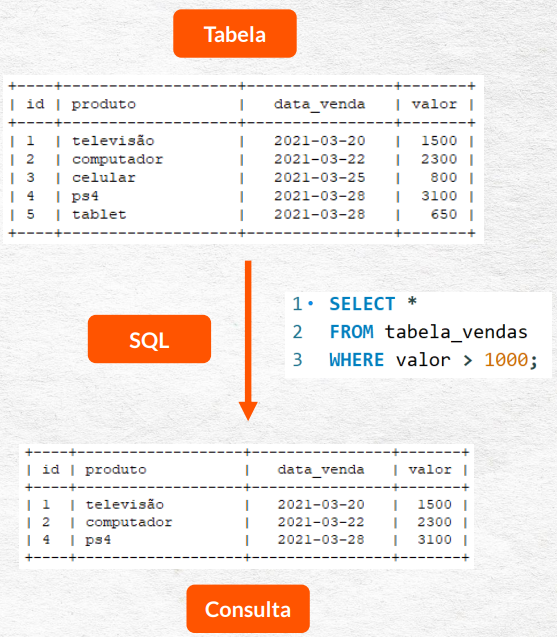 Tabela
+----+---------------------+-----------------+-------+
| id | produto             |   data_venda    | valor |
+----+---------------------+-----------------+-------+
| 1  | televisão           |   2021-03-20    |  1500 |
| 2  | computador          |   2021-03-22    |  2300 |
| 3  | celular             |   2021-03-25    |   800 |
| 4  | ps4                 |   2021-03-28    |  3100 |
| 5  | tablet              |   2021-03-28    |   650 |
+----+---------------------+-----------------+-------+
SQL
1 • SELECT *
2 FROM tabela_vendas
3 WHERE valor > 1000;
+----+--------------------+-----------------+-------+
| id | produto            |   data_venda    | valor |
+----+--------------------+-----------------+-------+
| 1  | televisão          |   2021-03-20    |  1500 |
| 2  | computador         |   2021-03-22    |  2300 |
| 4  | ps4                |   2021-03-28    |  3100 |
+----+--------------------+-----------------+-------+
Consulta